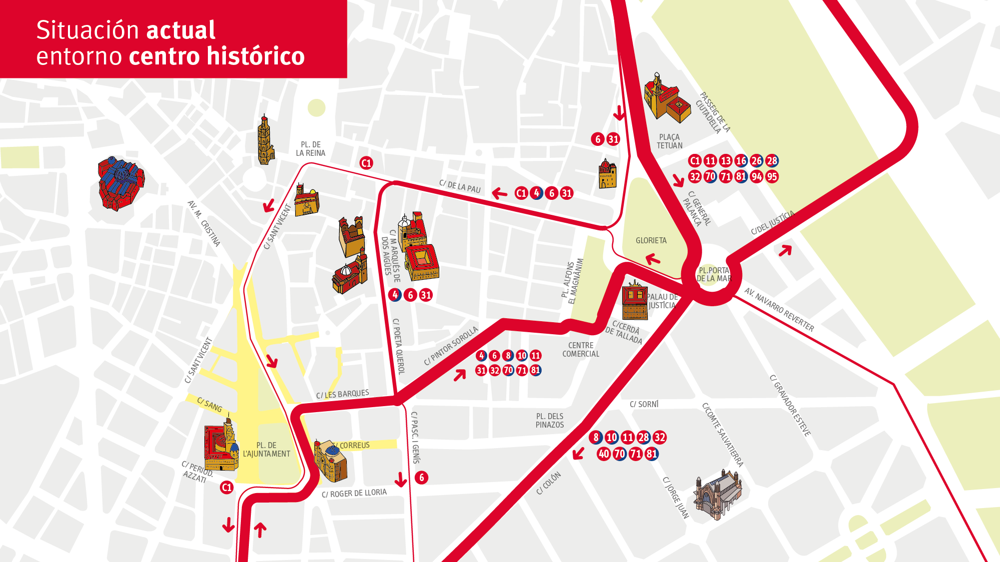 Situación actual
entorno centro histórico
PASSEIG DE LA
CIUTADELLA
PL. DE
LA REINA
6 31
PLAÇA
TETUAN
C1
C1 11 13 16 26 28
32 70 71 81 94 95
C/ DE LA PAU
C1 4 6 31
C/ GENERAL
PALANCA
AV. M. CRISTINA
C/ SANT VICENT
C/DEL JUSTÍCIA
C/ M ARQUÉS DE
DOS AIGÜES
GLORIETA
PL. ALFONS
EL MAGNÀNIM
PL.PORTA
DE LA MAR
4 6 31
PALAU DE
JUSTÍCIA
AV. NAVARRO REVERTER
C/CERDÀ
DE TALLADA
C/ POETA QUEROL
C/ PINTOR SOROLLA
CENTRE
COMERCIAL
C/ SANT VICENT
4 6 8 10 11
31 32 70 71 81
C/ LES BARQUES
C/ SANG
C/ SORNÍ
C/ GRAVADOR ESTEVE
PL. DELS
PINAZOS
C/COMTE SALVATIERRA
C/ PASC. I GENÍS
8 10 11 28 32
40 70 71 81
PL. DE
L'AJUNTAMENT
C/ CORREUS
C/ PERIOD.
AZZATI
6
C1
C/ ROGER DE LLORIA
C/ COLÓN
C/ JORGE JUAN